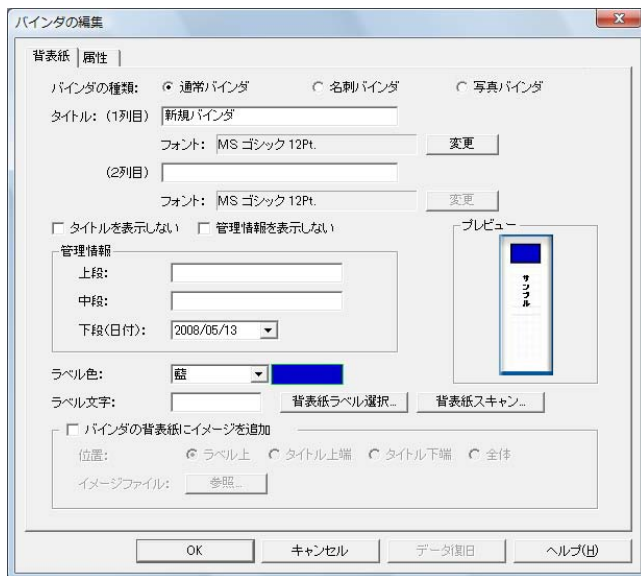 バインダの編集
背表紙 属性
バインダの種類: 通常バインダ 名刺バインダ 写真バインダ
タイトル: (1列目) 新規バインダ
フォント: MS ゴシック 12Pt. 変更
(2列目)
フォント: MS ゴシック 12Pt. 変更
タイトルを表示しない 管理情報を表示しない プレビュー
管理情報
上段:
中段:
下段(日付): 2008/05/13
サンプル
ラベル色: 藍
ラベル文字: 背表紙ラベル選択... 背表紙スキャン...
バインダの背表紙にイメージを追加
位置: ラベル上 タイトル上端 タイトル下端 全体
イメージファイル: 参照...
OK キャンセル データ復旧 ヘルプ(H)